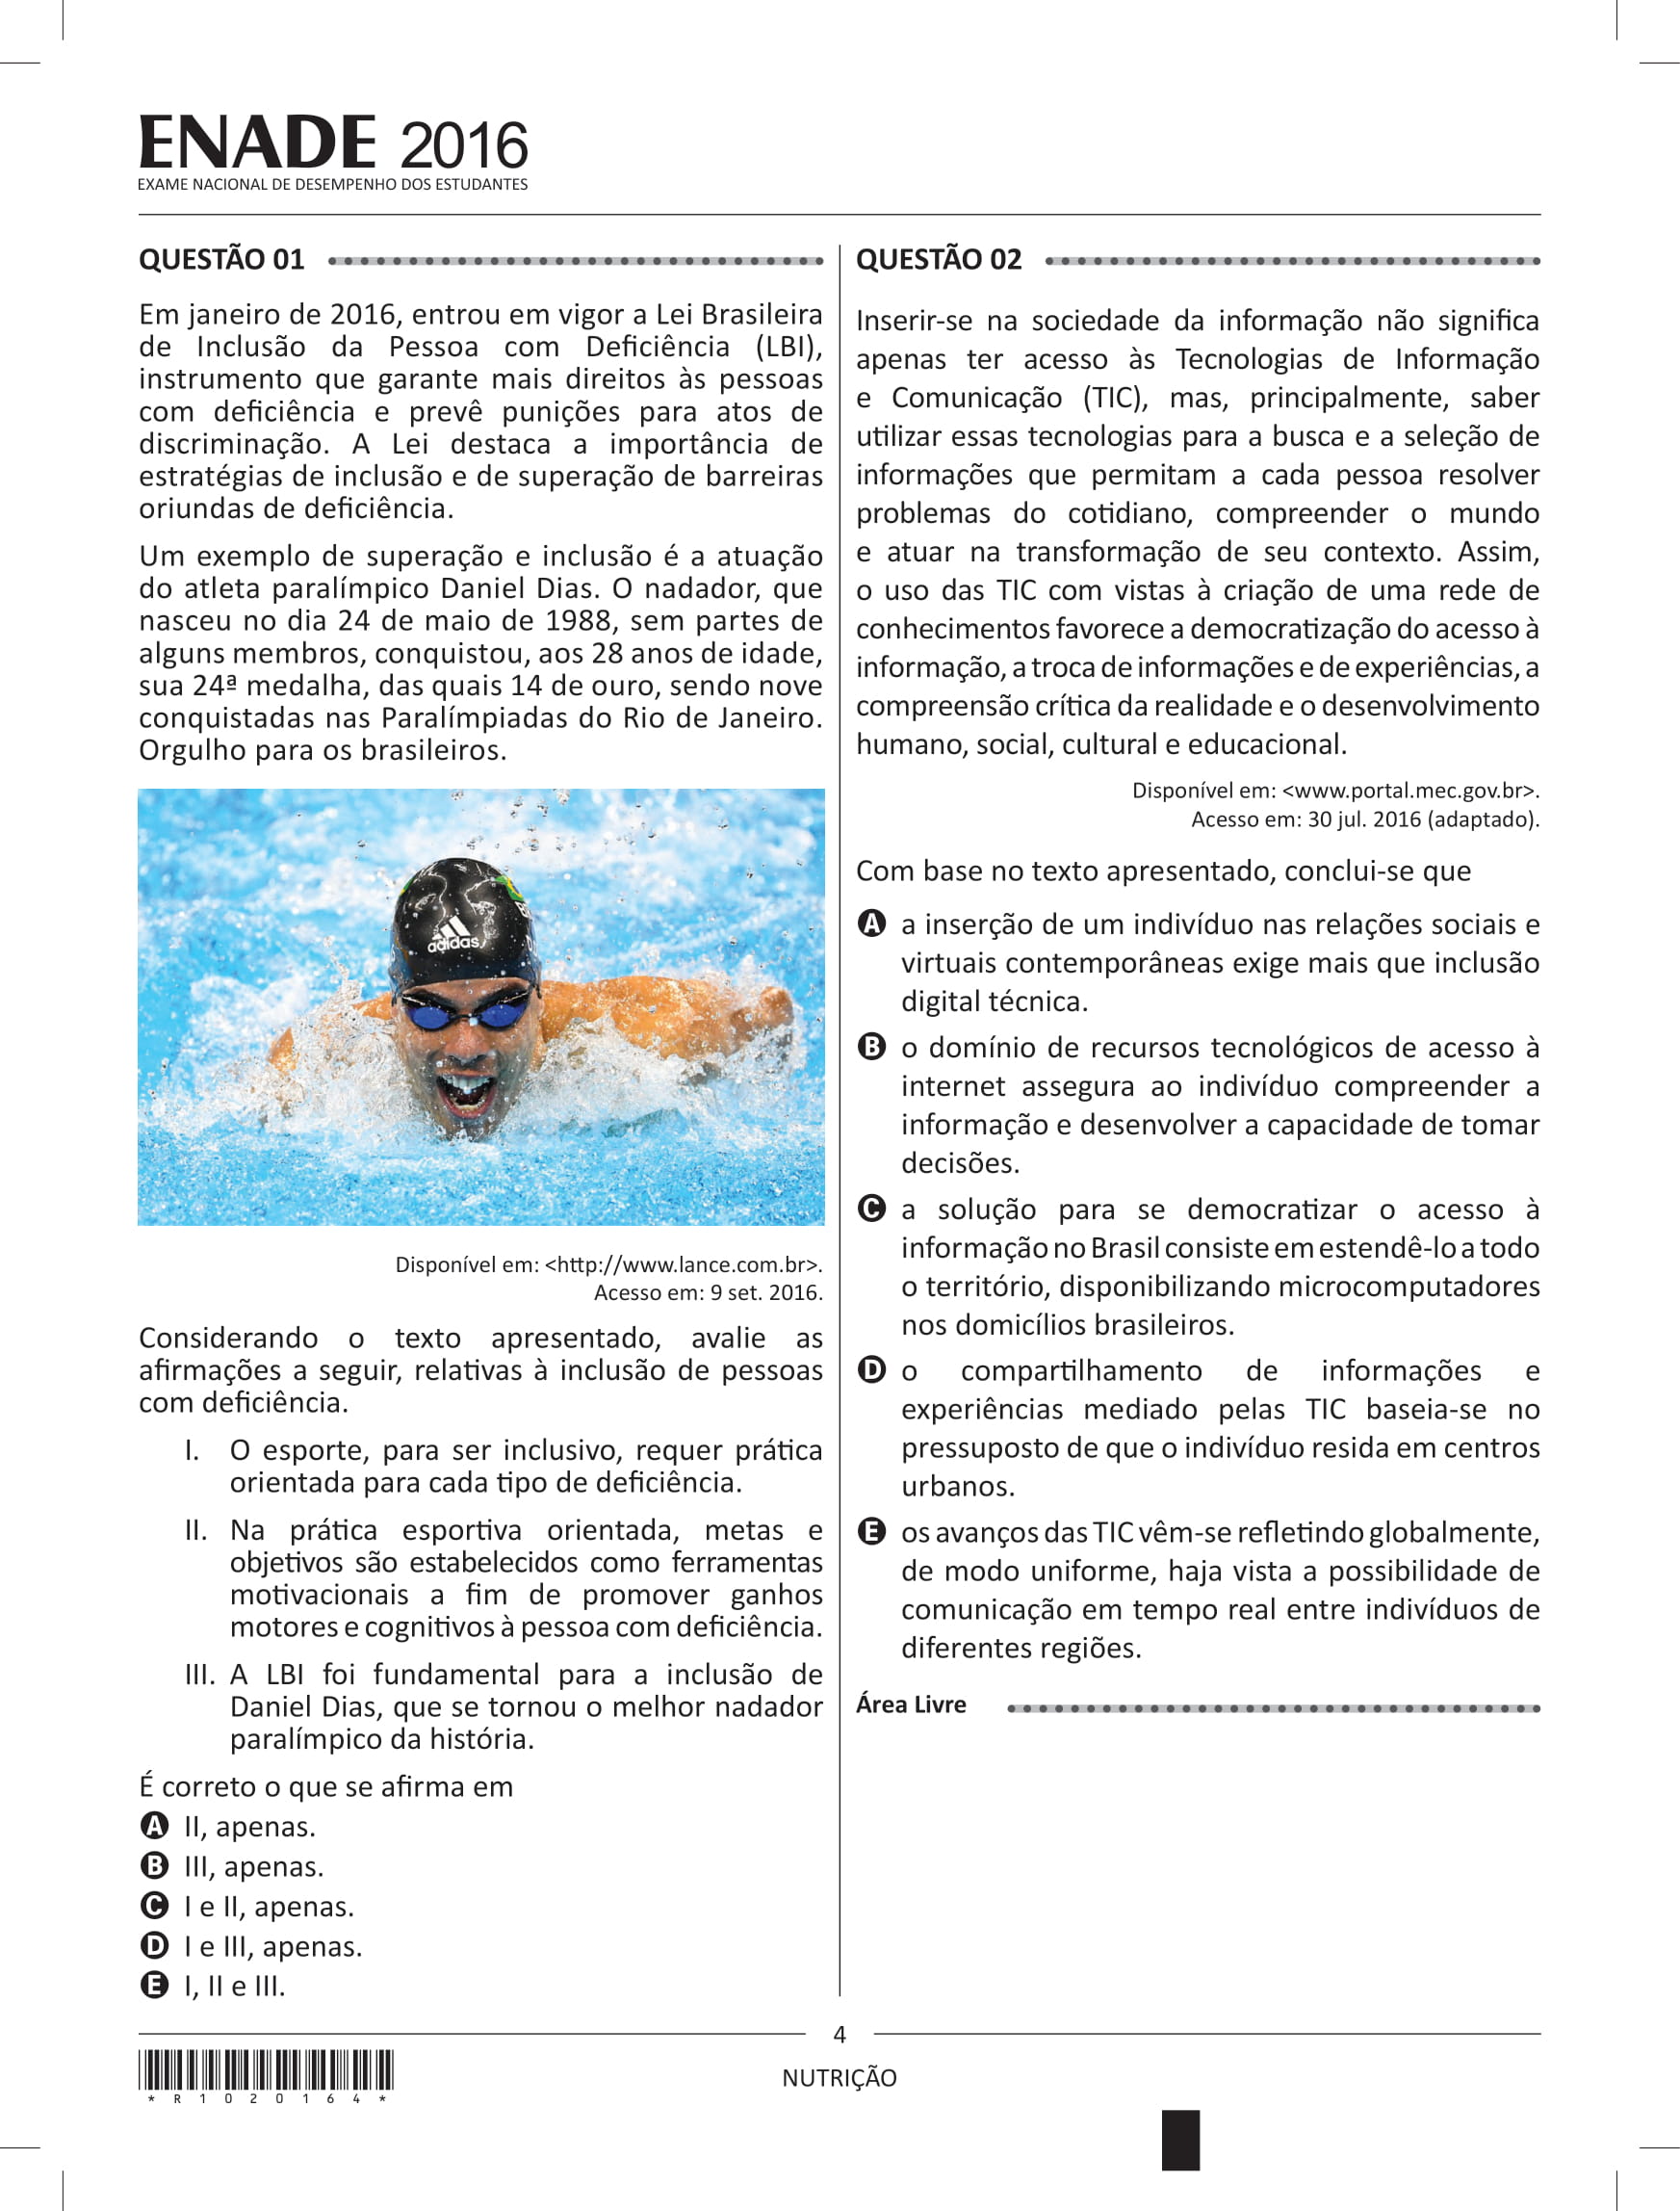 ENADE 2016
EXAME NACIONAL DE DESEMPENHO DOS ESTUDANTES
QUESTÃO 01
Em janeiro de 2016, entrou em vigor a Lei Brasileira
de Inclusão da Pessoa com Deficiência (LBI),
instrumento que garante mais direitos às pessoas
com deficiência e prevê punições para atos de
discriminação. A Lei destaca a importância de
estratégias de inclusão e de superação de barreiras
oriundas de deficiência.
Um exemplo de superação e inclusão é a atuação
do atleta paralímpico Daniel Dias. O nadador, que
nasceu no dia 24 de maio de 1988, sem partes de
alguns membros, conquistou, aos 28 anos de idade,
sua 24ª medalha, das quais 14 de ouro, sendo nove
conquistadas nas Paralímpiadas do Rio de Janeiro.
Orgulho para os brasileiros.
adidas
Disponível em: <http://www.lance.com.br>.
Acesso em: 9 set. 2016.
Considerando o texto apresentado, avalie as
afirmações a seguir, relativas à inclusão de pessoas
com deficiência.
I. O esporte, para ser inclusivo, requer prática
orientada para cada tipo de deficiência.
II. Na prática esportiva orientada, metas e
objetivos são estabelecidos como ferramentas
motivacionais a fim de promover ganhos
motores e cognitivos à pessoa com deficiência.
III. A LBI foi fundamental para a inclusão de
Daniel Dias, que se tornou o melhor nadador
paralímpico da história.
É correto o que se afirma em
A II, apenas.
B III, apenas.
C I e II, apenas.
D I e III, apenas.
E I, II e III.
QUESTÃO 02
Inserir-se na sociedade da informação não significa
apenas ter acesso às Tecnologias de Informação
e Comunicação (TIC), mas, principalmente, saber
utilizar essas tecnologias para a busca e a seleção de
informações que permitam a cada pessoa resolver
problemas do cotidiano, compreender o mundo
e atuar na transformação de seu contexto. Assim,
o uso das TIC com vistas à criação de uma rede de
conhecimentos favorece a democratização do acesso à
informação, a troca de informações e de experiências, a
compreensão crítica da realidade e o desenvolvimento
humano, social, cultural e educacional.
Disponível em: <www.portal.mec.gov.br>.
Acesso em: 30 jul. 2016 (adaptado).
Com base no texto apresentado, conclui-se que
A a inserção de um indivíduo nas relações sociais e
virtuais contemporâneas exige mais que inclusão
digital técnica.
B o domínio de recursos tecnológicos de acesso à
internet assegura ao indivíduo compreender a
informação e desenvolver a capacidade de tomar
decisões.
C a solução para se democratizar o acesso à
informação no Brasil consiste em estendê-lo a todo
o território, disponibilizando microcomputadores
nos domicílios brasileiros.
D o compartilhamento de informações e
experiências mediado pelas TIC baseia-se no
pressuposto de que o indivíduo resida em centros
urbanos.
E os avanços das TIC vêm-se refletindo globalmente,
de modo uniforme, haja vista a possibilidade de
comunicação em tempo real entre indivíduos de
diferentes regiões.
Área Livre
4
* R 1 0 2 0 1 6 4 *
NUTRIÇÃO